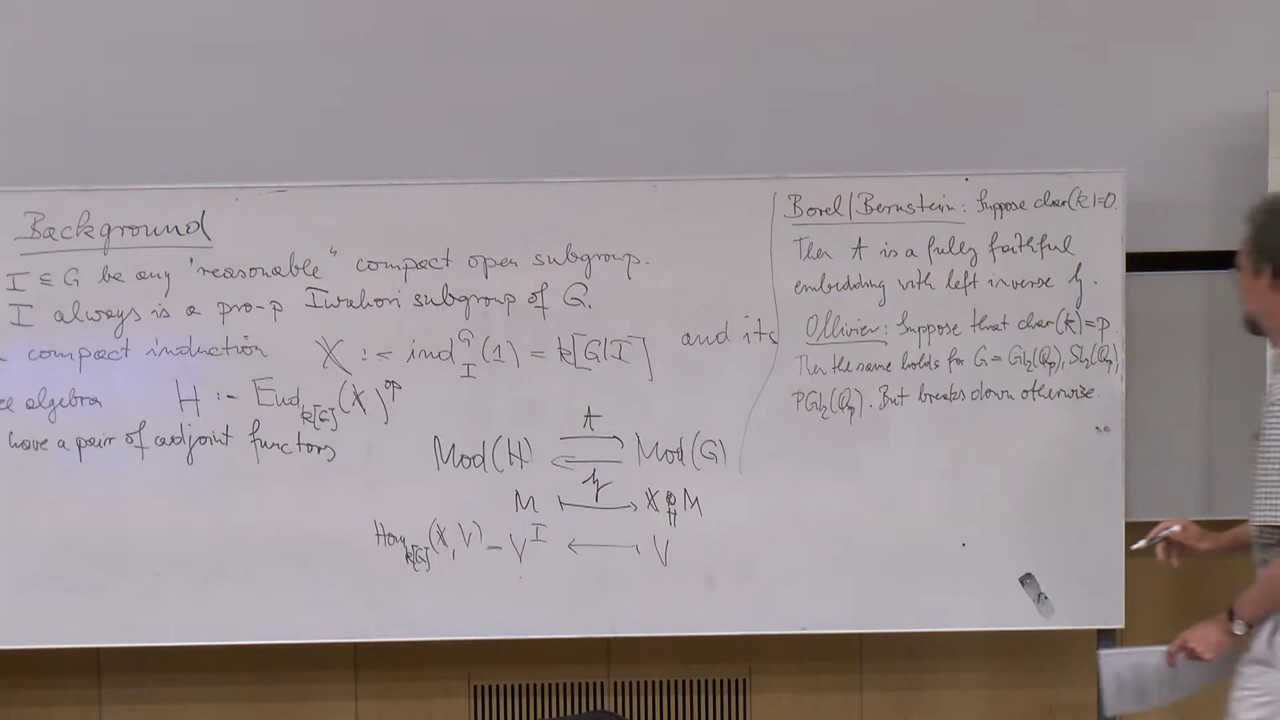 Background
I ⊆ G be any "reasonable" compact open subgroup.
I always is a pro-p Iwahori subgroup of G.
compact induction X := ind_I^G(1) = k[G/I] and its
algebra H := End_{k[G]}(X)^{op}
have a pair of adjoint functors
Mod(H) ⇄ Mod(G)
M ↦ X ⊗_H M
Hom_{k[G]}(X,V) = V^I ← V
Borel/Bernstein: Suppose char(k)=0.
Then t is a fully faithful
embedding with left inverse h.
Ollivier: Suppose that char(k)=p.
Then the same holds for G = GL_2(Q_p), SL_2(Q_p),
PGL_2(Q_p). But breaks down otherwise.